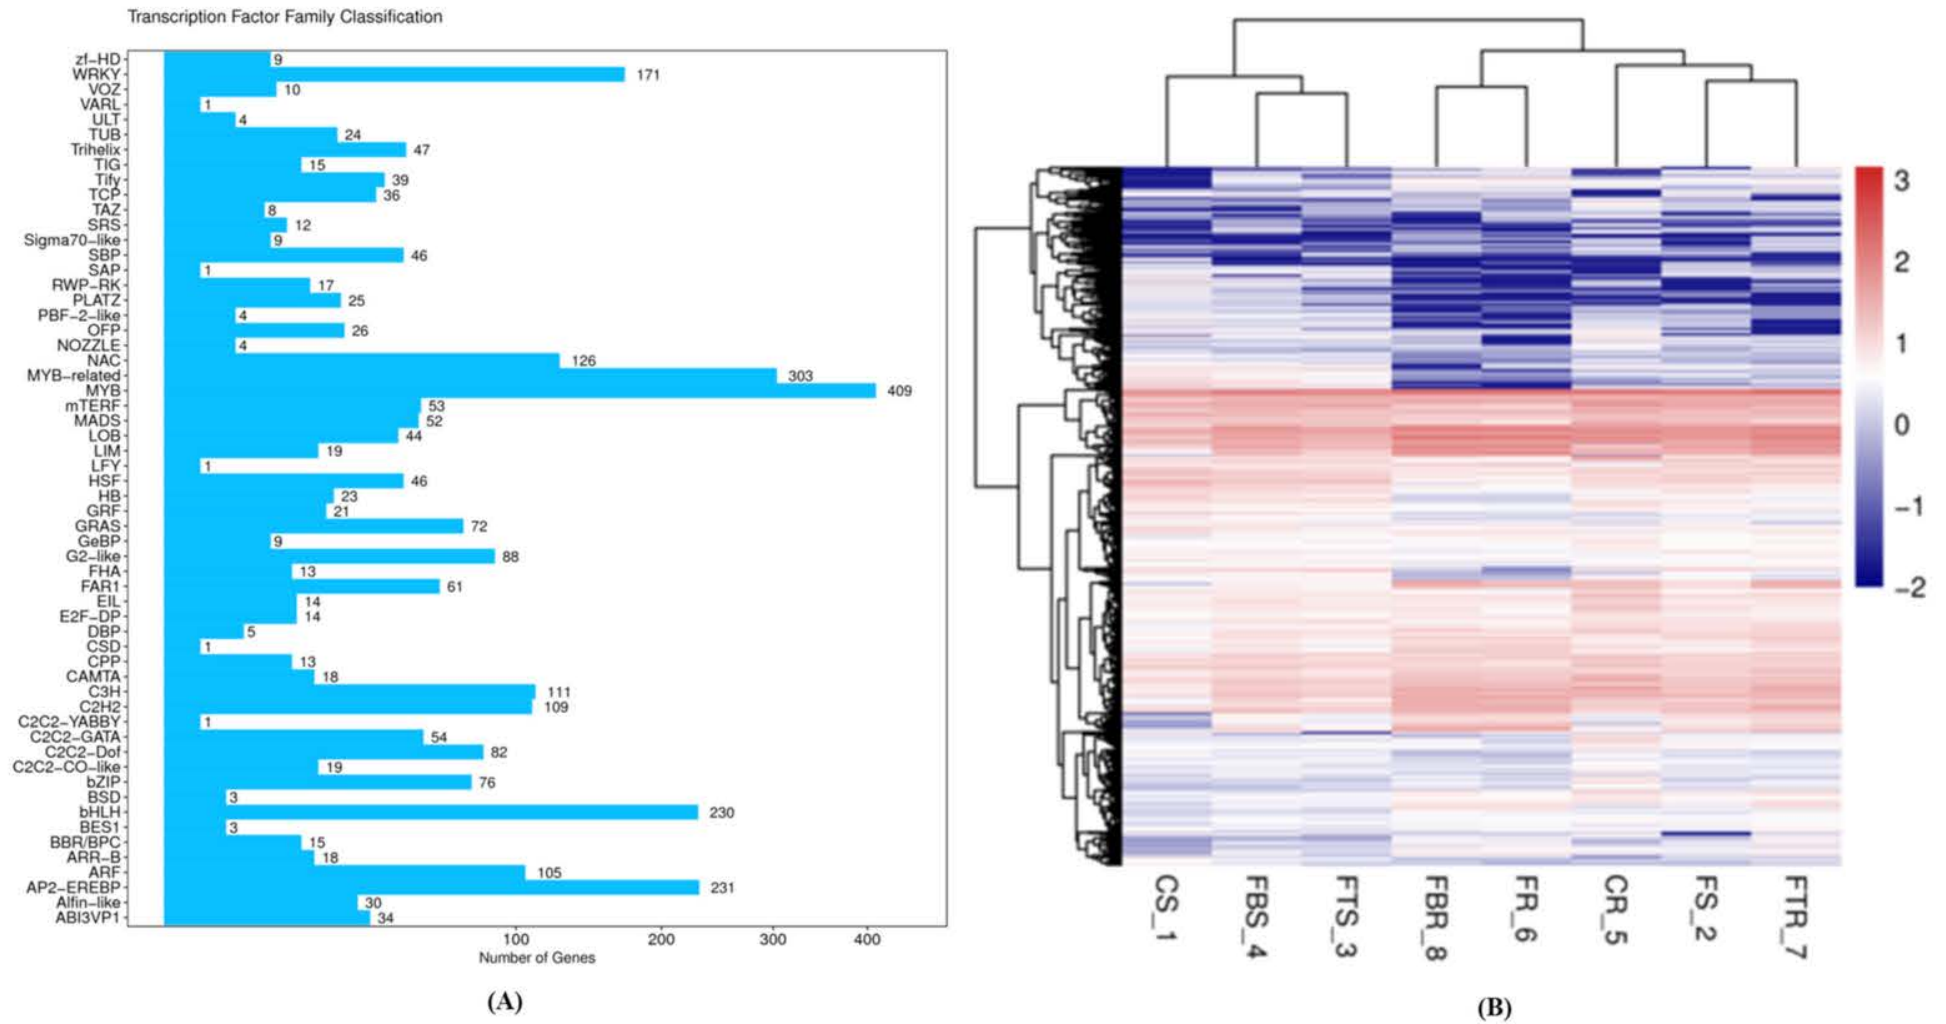 Transcription Factor Family Classification
zf-HD 9
WRKY 171
VOZ 10
VARL 1
ULT 4
TUB 24
Trihelix 47
TIG 15
Tify 39
TCP 36
TAZ 8
SRS 12
Sigma70-like 9
SBP 46
SAP 1
RWP-RK 17
PLATZ 25
PBF-2-like 4
OFP 26
NOZZLE 4
NAC 126
MYB-related 303
MYB 409
mTERF 53
MADS 52
LOB 44
LIM 19
LFY 1
HSF 46
HB 23
GRF 21
GRAS 72
GeBP 9
G2-like 88
FHA 13
FAR1 61
EIL 14
E2F-DP 14
DBP 5
CSD 1
CPP 13
CAMTA 18
C3H 111
C2H2 109
C2C2-YABBY 1
C2C2-GATA 54
C2C2-Dof 82
C2C2-CO-like 19
bZIP 76
BSD 3
bHLH 230
BES1 3
BBR/BPC 15
ARR-B 18
ARF 105
AP2-EREBP 231
Alfin-like 30
ABI3VP1 34
100 200 300 400
Number of Genes
(A)
3
2
1
0
-1
-2
CS_1 FBS_4 FTS_3 FBR_8 FR_6 CR_5 FS_2 FTR_7
(B)